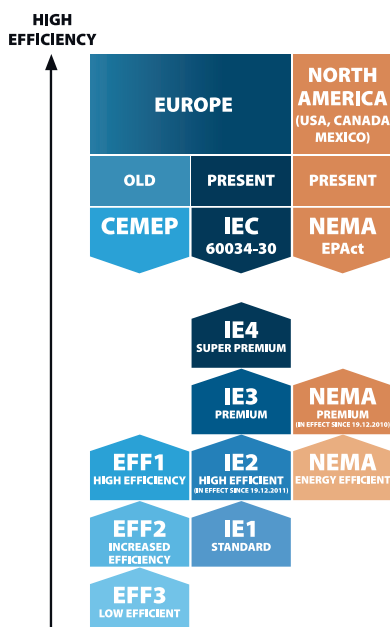 HIGH
EFFICIENCY
EUROPE
NORTH
AMERICA
(USA, CANADA
MEXICO)
OLD
PRESENT
PRESENT
CEMEP
IEC
60034-30
NEMA
EPAct
IE4
SUPER PREMIUM
IE3
PREMIUM
NEMA
PREMIUM
(IN EFFECT SINCE 19.12.2010)
EFF1
HIGH EFFICIENCY
IE2
HIGH EFFICIENT
(IN EFFECT SINCE 19.12.2011)
NEMA
ENERGY EFFICIENT
EFF2
INCREASED
EFFICIENCY
IE1
STANDARD
EFF3
LOW EFFICIENT